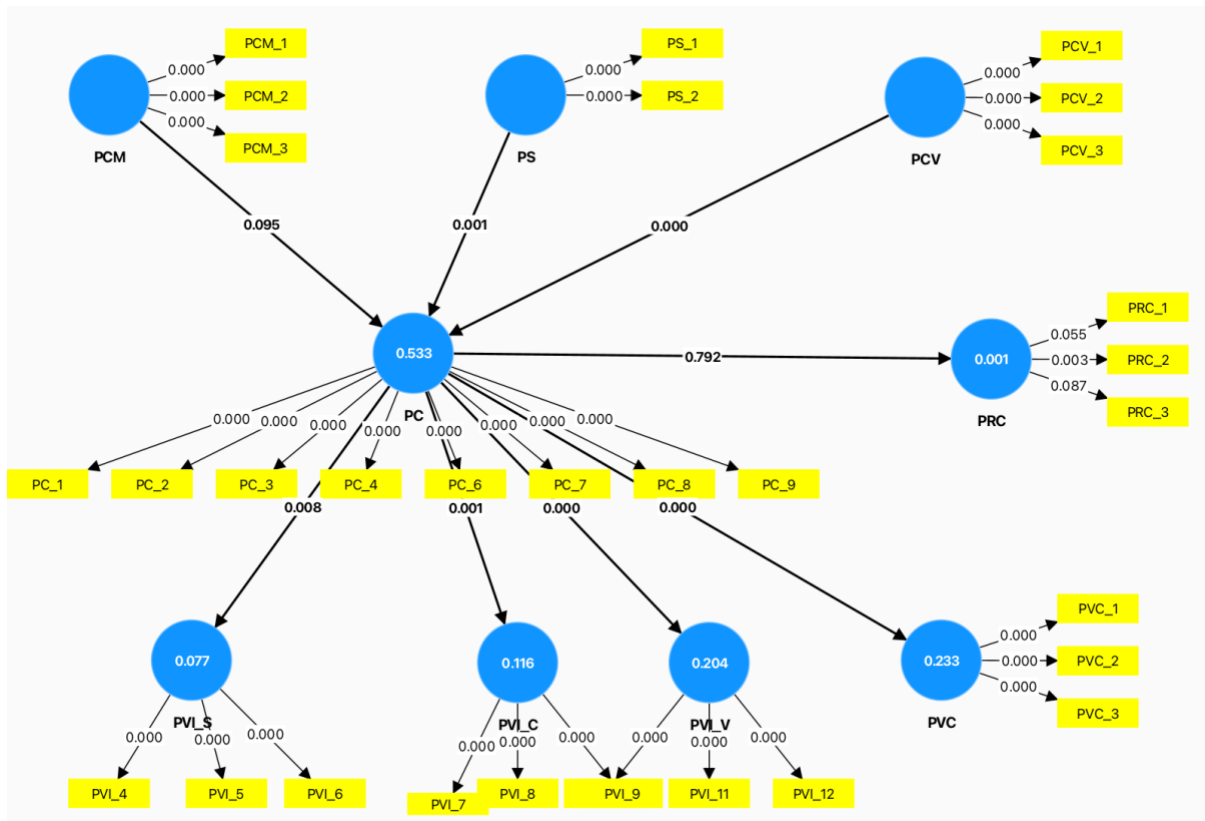 PCM_1
0.000
PCM_2
0.000
0.000
PCM_3
PCM
PS_1
0.000
PS_2
0.000
PS
PCV_1
0.000
PCV_2
0.000
0.000
PCV_3
PCV
0.095
0.001
0.000
0.533
PC
0.792
0.001
PRC
PRC_1
0.055
PRC_2
0.003
0.087
PRC_3
0.000
0.000
0.000
0.000
0.000
0.000
0.000
0.000
PC_1
PC_2
PC_3
PC_4
PC_6
PC_7
PC_8
PC_9
0.008
0.001
0.000
0.000
0.077
PVI_S
0.000
0.000
0.000
PVI_4
PVI_5
PVI_6
0.116
PVI_C
0.000
0.000
0.000
PVI_7
PVI_8
PVI_9
0.204
PVI_V
0.000
0.000
0.000
PVI_11
PVI_12
0.233
PVC
PVC_1
0.000
PVC_2
0.000
0.000
PVC_3